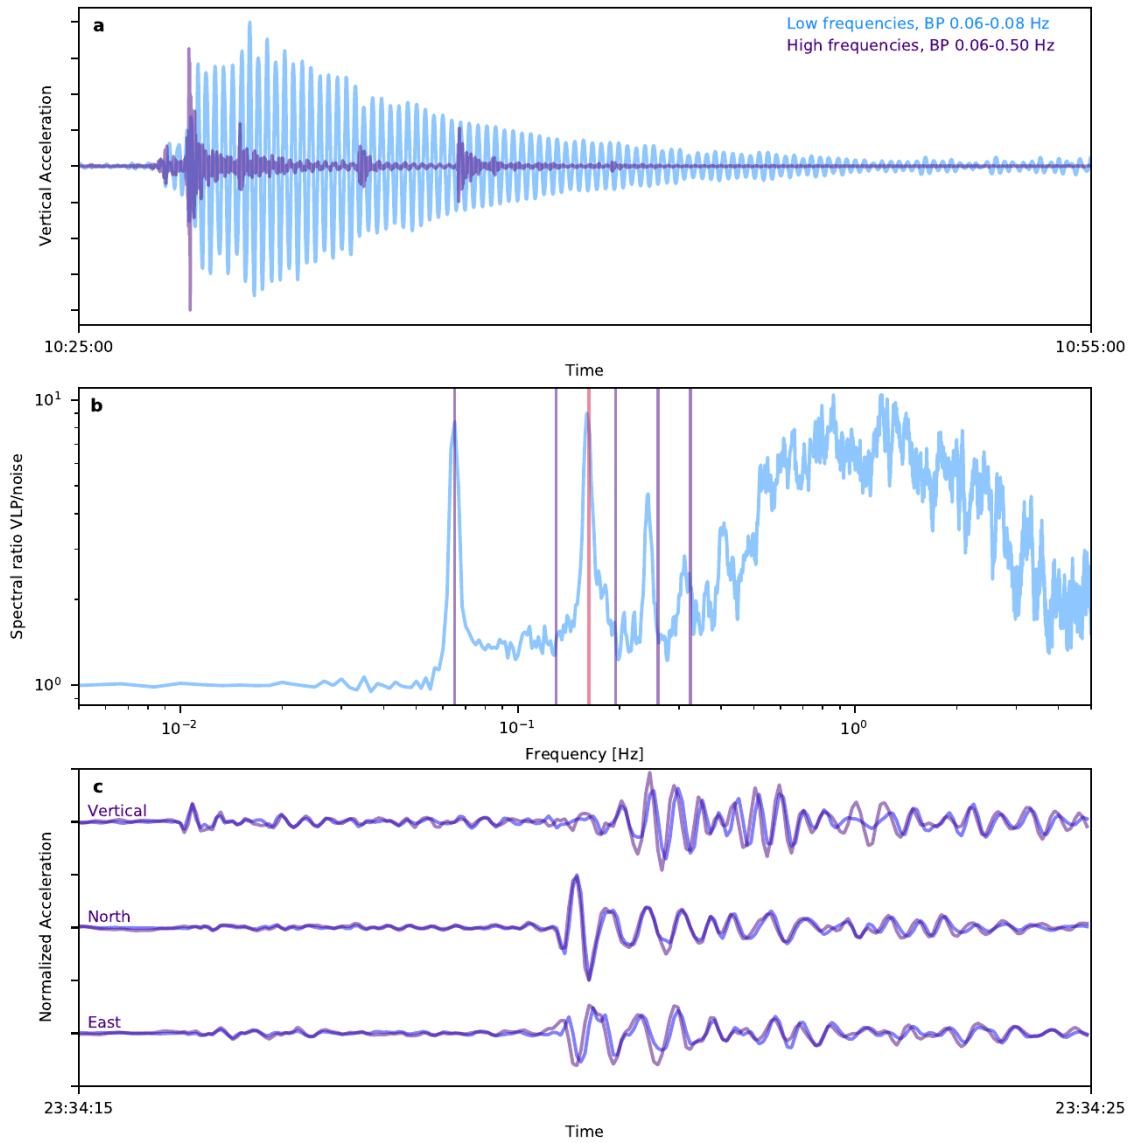 a
Low frequencies, BP 0.06-0.08 Hz
High frequencies, BP 0.06-0.50 Hz
Vertical Acceleration
10:25:00
10:55:00
Time
b
10¹
10⁰
Spectral ratio VLP/noise
10⁻²
10⁻¹
10⁰
Frequency [Hz]
c
Vertical
North
East
Normalized Acceleration
23:34:15
23:34:25
Time